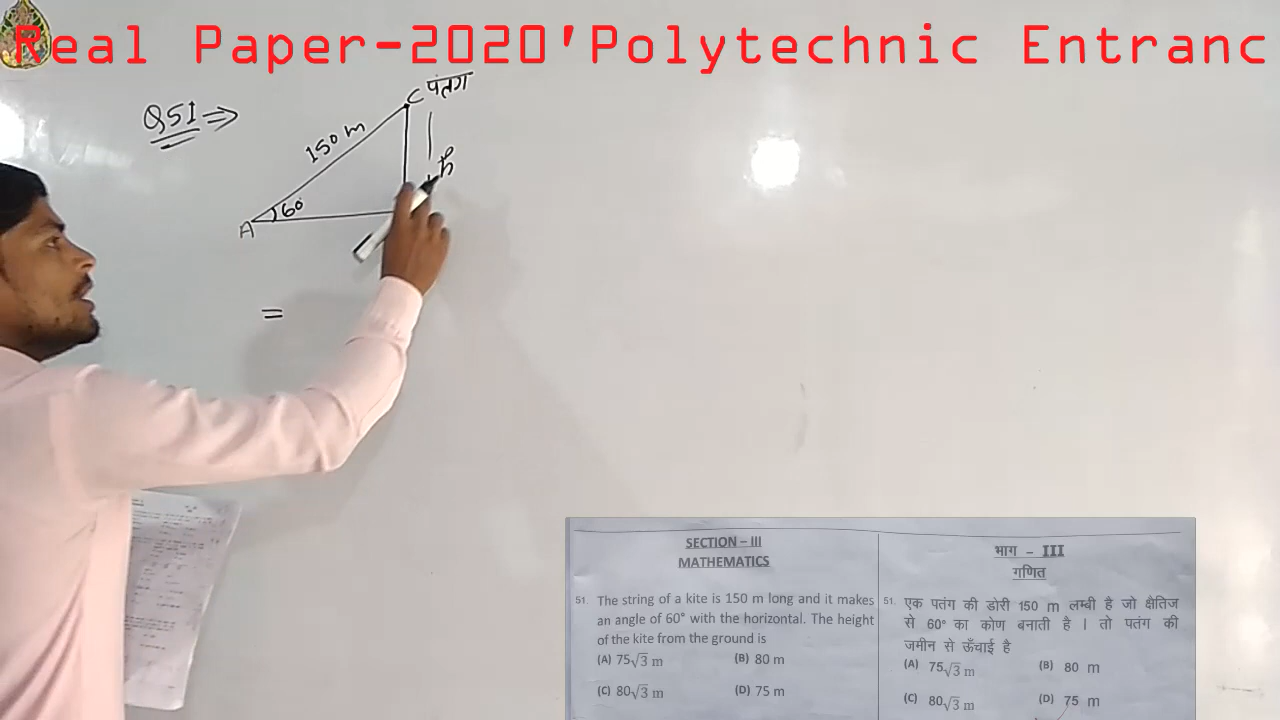 Real Paper-2020'Polytechnic Entranc
Q51 ⇒
C पतंग
150 m
h
60°
A
=
SECTION – III
MATHEMATICS
51. The string of a kite is 150 m long and it makes
an angle of 60° with the horizontal. The height
of the kite from the ground is
(A) 75√3 m (B) 80 m
(C) 80√3 m (D) 75 m
भाग - III
गणित
51. एक पतंग की डोरी 150 m लम्बी है जो क्षैतिज
से 60° का कोण बनाती है । तो पतंग की
जमीन से ऊँचाई है
(A) 75√3 m (B) 80 m
(C) 80√3 m (D) 75 m